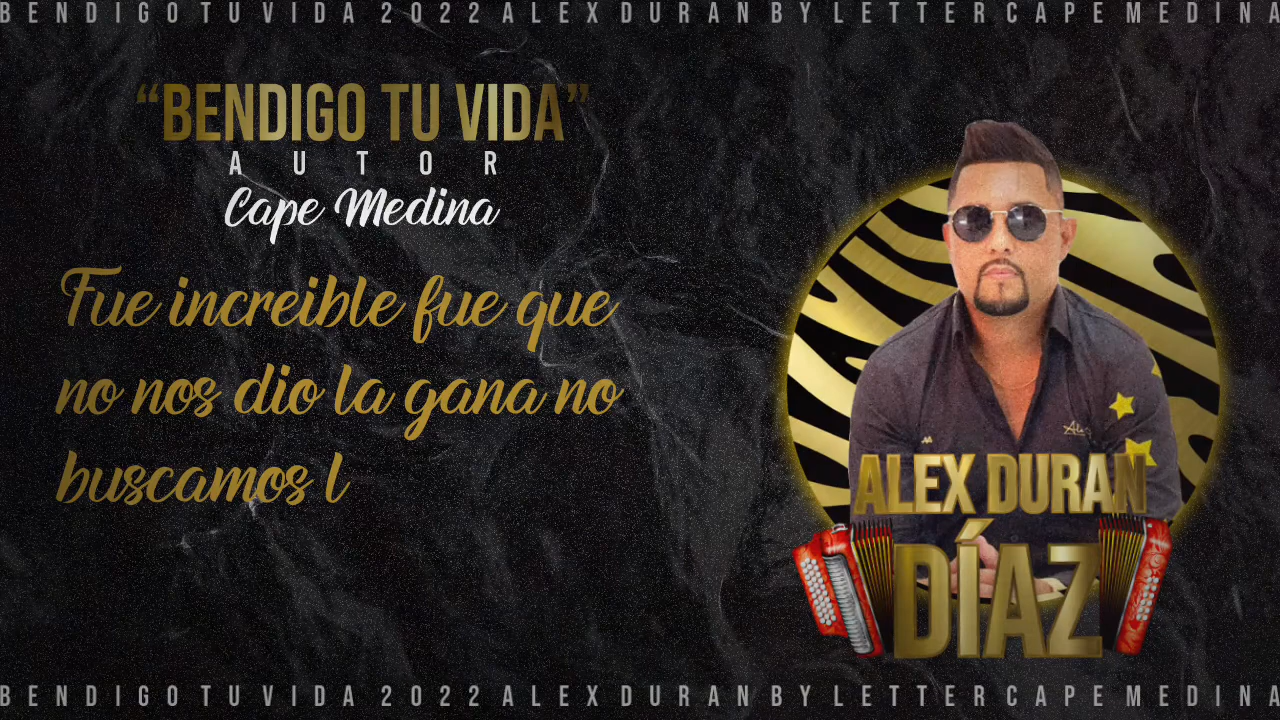 BENDIGO TU VIDA 2022 ALEX DURAN BY LETTER CAPE MEDINA
“BENDIGO TU VIDA”
AUTOR
Cape Medina
Fue increible fue que
no nos dio la gana no
buscamos l
ALEX DURAN
DÍAZ
BENDIGO TU VIDA 2022 ALEX DURAN BY LETTER CAPE MEDINA